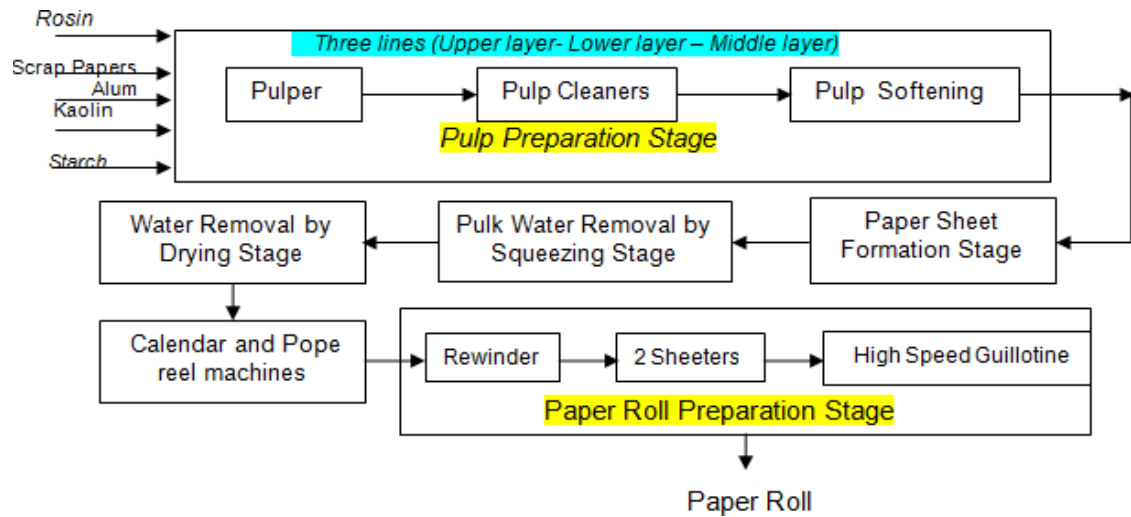 Rosin
Three lines (Upper layer- Lower layer – Middle layer)
Scrap Papers
Alum
Kaolin
Starch
Pulper
Pulp Cleaners
Pulp Softening
Pulp Preparation Stage
Water Removal by
Drying Stage
Pulk Water Removal by
Squeezing Stage
Paper Sheet
Formation Stage
Calendar and Pope
reel machines
Rewinder
2 Sheeters
High Speed Guillotine
Paper Roll Preparation Stage
Paper Roll